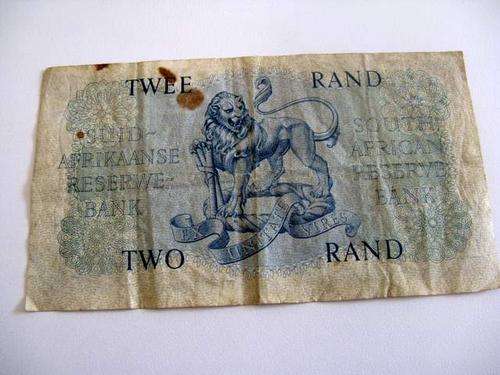 TWEE RAND
SUID-
AFRIKAANSE
RESERWE-
BANK
SOUTH
AFRICAN
RESERVE
BANK
EX UNITATE VIRES
TWO RAND